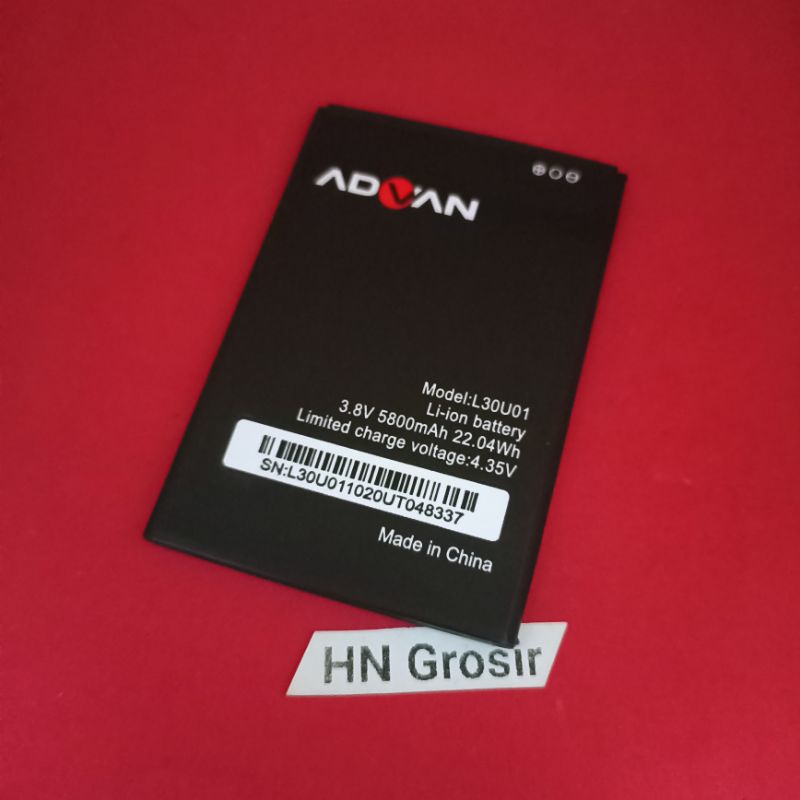 ADVAN
⊕○⊖
Model:L30U01
Li-ion battery
3.8V 5800mAh 22.04Wh
Limited charge voltage:4.35V
SN:L30U011020UT048337
Made in China
HN Grosir